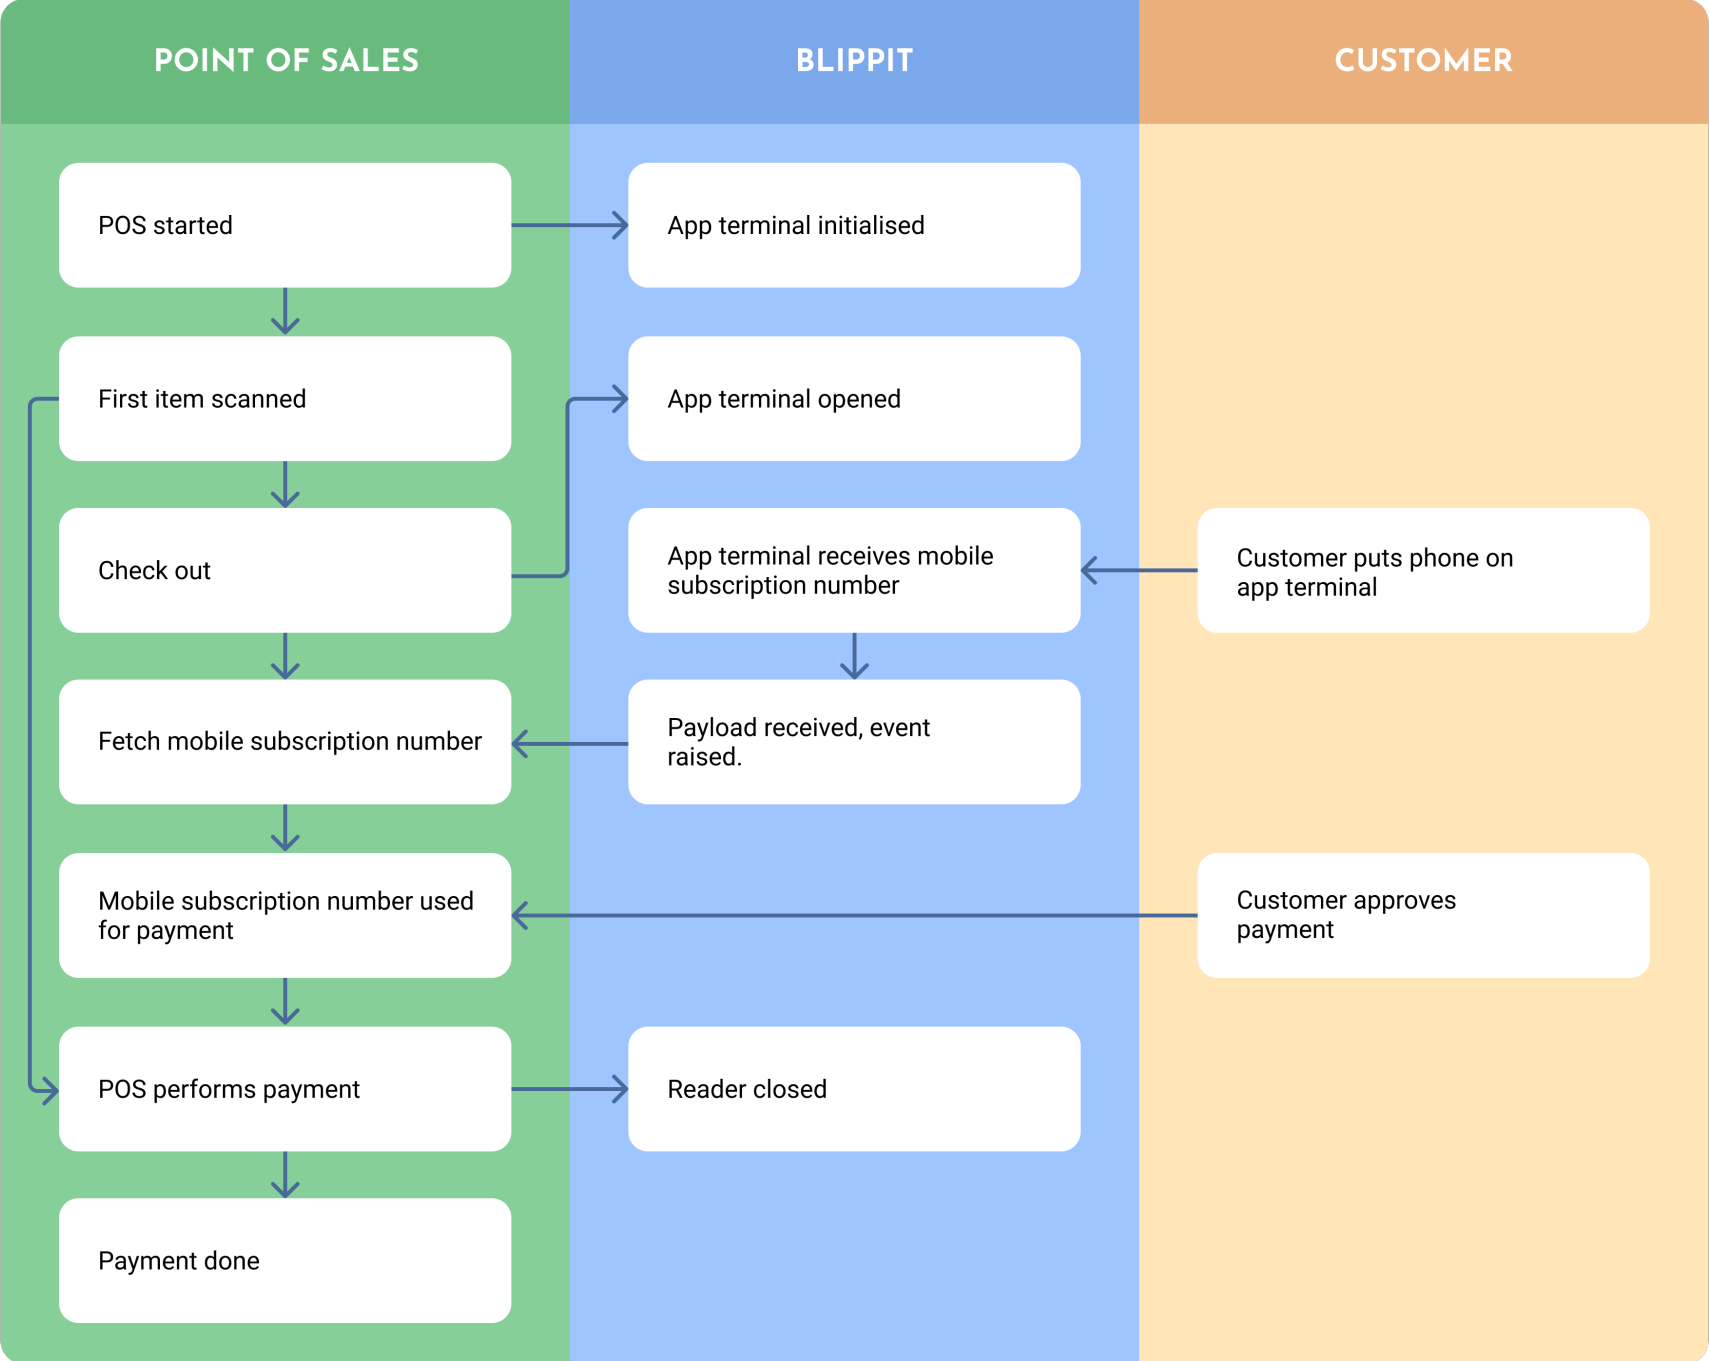 POINT OF SALES
BLIPPIT
CUSTOMER
POS started
App terminal initialised
First item scanned
App terminal opened
Check out
App terminal receives mobile
subscription number
Customer puts phone on
app terminal
Fetch mobile subscription number
Payload received, event
raised.
Mobile subscription number used
for payment
Customer approves
payment
POS performs payment
Reader closed
Payment done